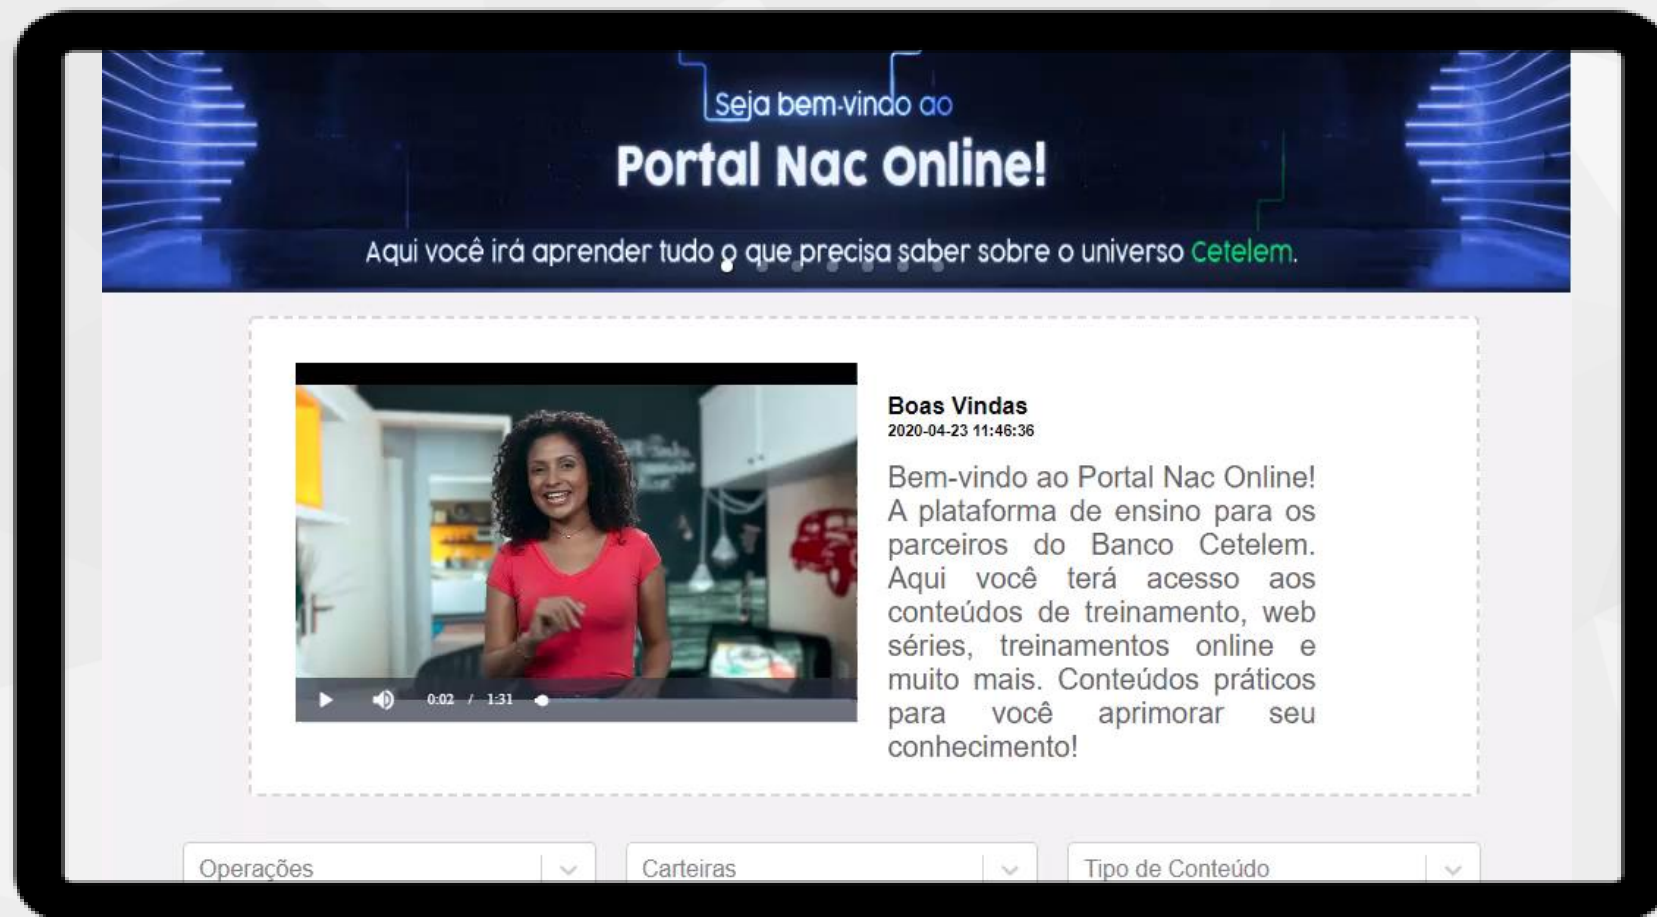 Seja bem-vindo ao
Portal Nac Online!
Aqui você irá aprender tudo o que precisa saber sobre o universo Cetelem.
Boas Vindas
2020-04-23 11:46:36
Bem-vindo ao Portal Nac Online!
A plataforma de ensino para os
parceiros do Banco Cetelem.
Aqui você terá acesso aos
conteúdos de treinamento, web
séries, treinamentos online e
muito mais. Conteúdos práticos
para você aprimorar seu
conhecimento!
0:02 / 1:31
Operações
Carteiras
Tipo de Conteúdo